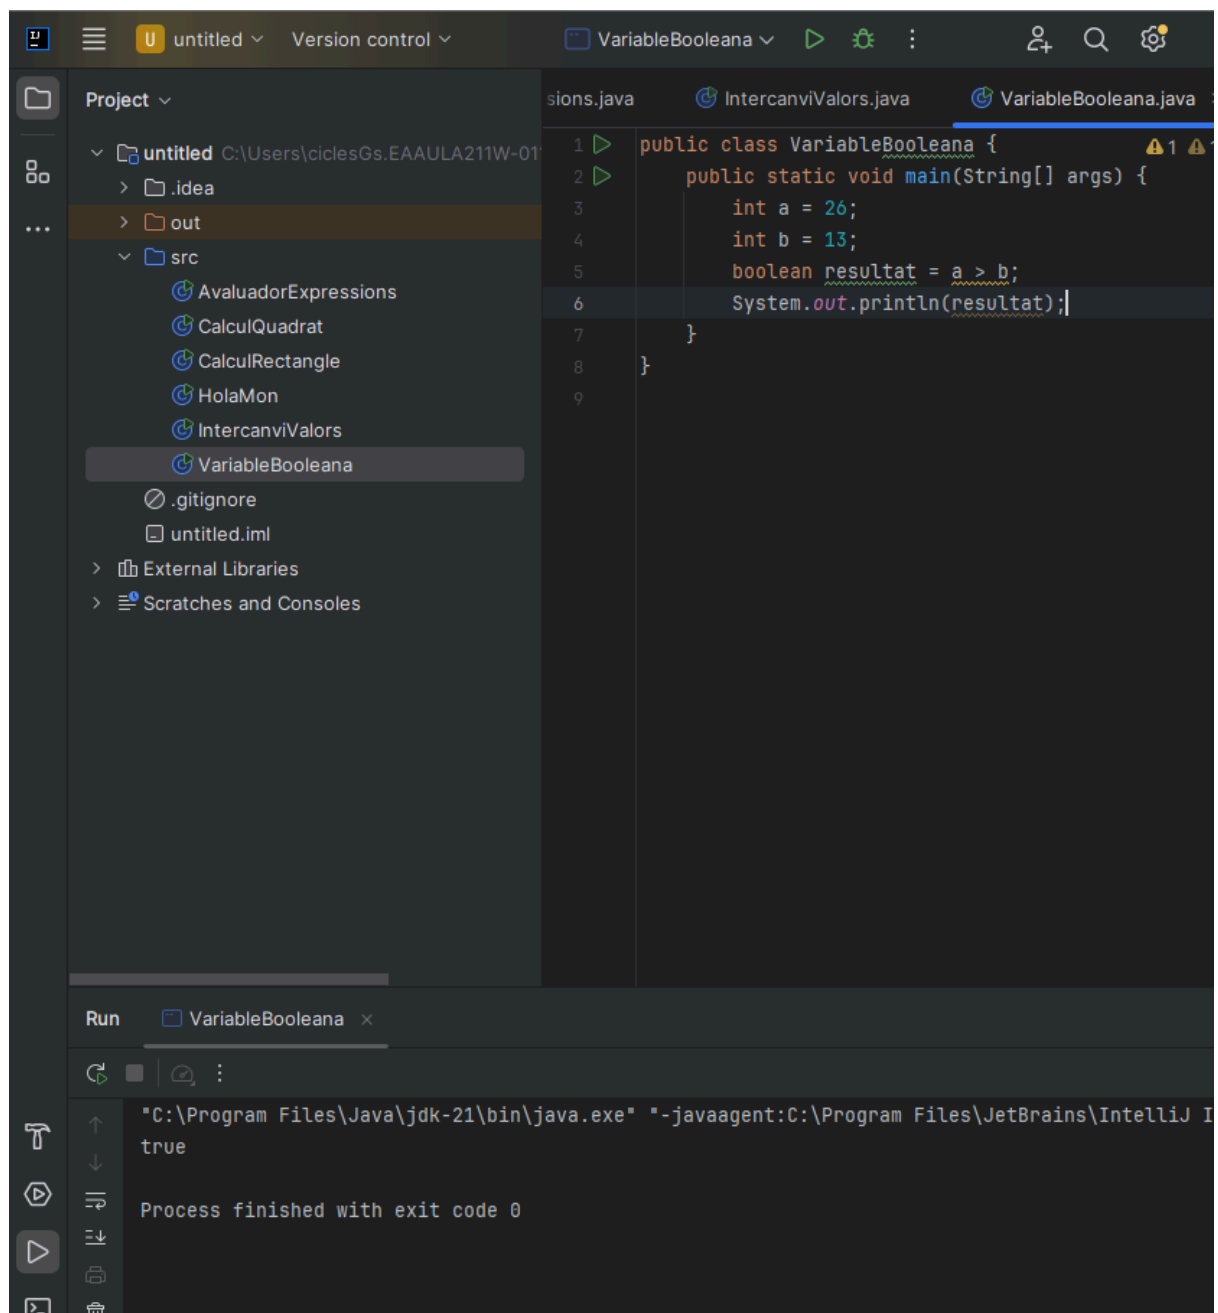 U untitled Version control VariableBooleana
Project
sions.java IntercanviValors.java VariableBooleana.java
untitled C:\Users\ciclesGs.EAAULA211W-01
.idea
out
src
AvaluadorExpressions
CalculQuadrat
CalculRectangle
HolaMon
IntercanviValors
VariableBooleana
.gitignore
untitled.iml
External Libraries
Scratches and Consoles
1 public class VariableBooleana {
2 public static void main(String[] args) {
3 int a = 26;
4 int b = 13;
5 boolean resultat = a > b;
6 System.out.println(resultat);
7 }
8 }
9
1 1
Run VariableBooleana
"C:\Program Files\Java\jdk-21\bin\java.exe" "-javaagent:C:\Program Files\JetBrains\IntelliJ I
true
Process finished with exit code 0